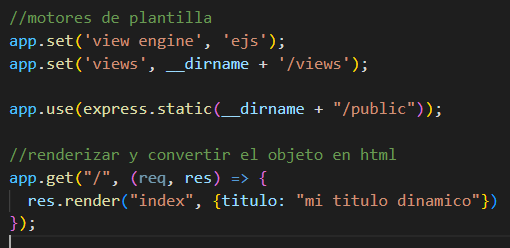 //motores de plantilla
app.set('view engine', 'ejs');
app.set('views', __dirname + '/views');
app.use(express.static(__dirname + "/public"));
//renderizar y convertir el objeto en html
app.get("/", (req, res) => {
  res.render("index", {titulo: "mi titulo dinamico"})
});